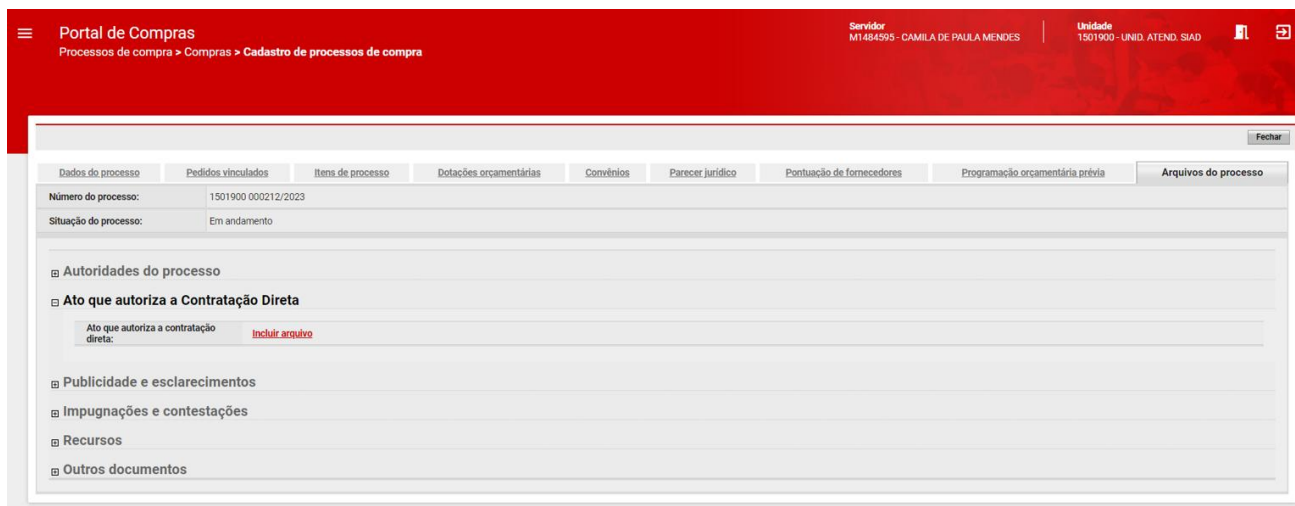 Portal de Compras
Processos de compra > Compras > Cadastro de processos de compra
Servidor
M1484595 - CAMILA DE PAULA MENDES
Unidade
1501900 - UNID. ATEND. SIAD
Fechar
Dados do processo Pedidos vinculados Itens de processo Dotações orçamentárias Convênios Parecer jurídico Pontuação de fornecedores Programação orçamentária prévia Arquivos do processo
Número do processo: 1501900 000212/2023
Situação do processo: Em andamento
Autoridades do processo
Ato que autoriza a Contratação Direta
Ato que autoriza a contratação
direta: Incluir arquivo
Publicidade e esclarecimentos
Impugnações e contestações
Recursos
Outros documentos